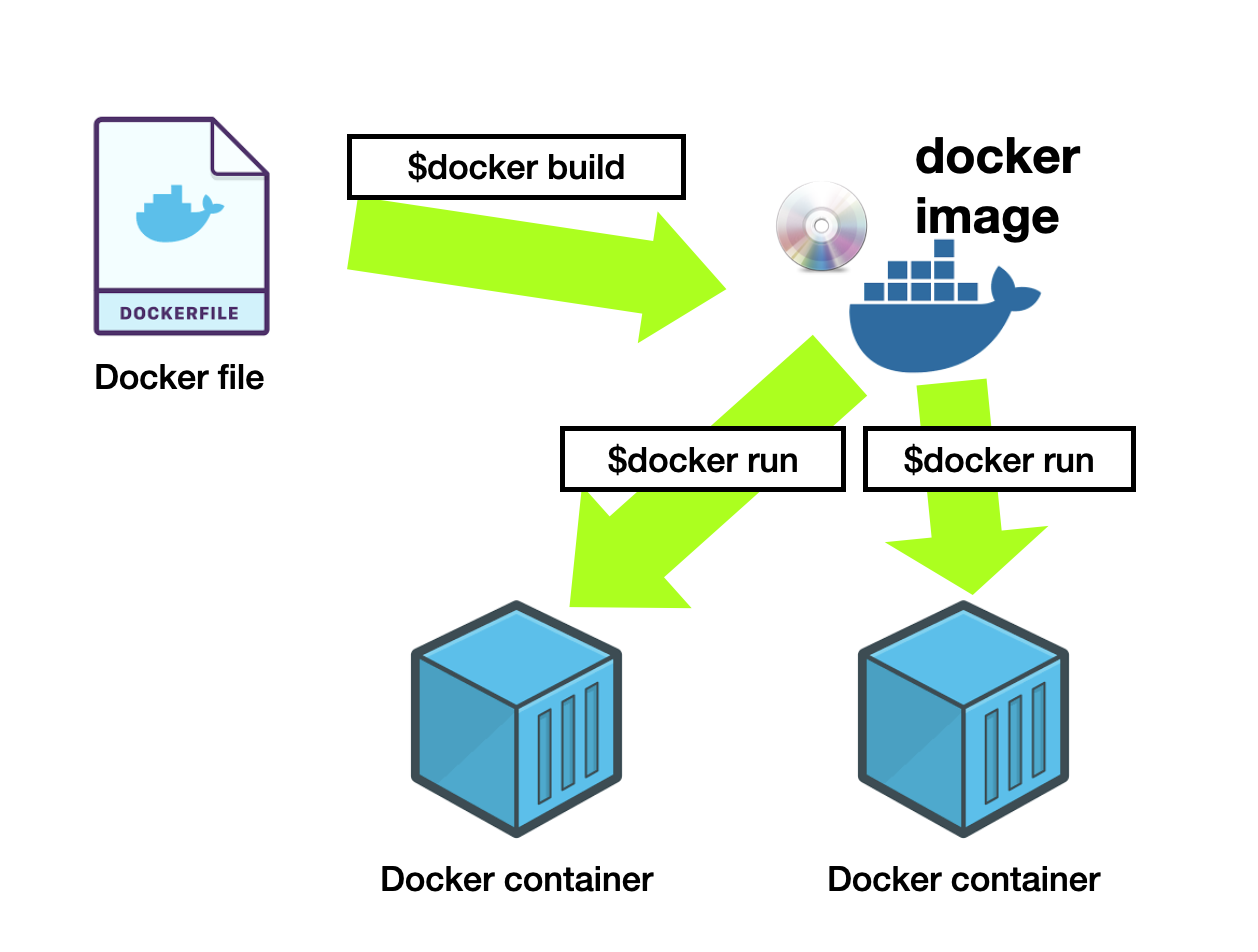 $docker build
docker
image
DOCKERFILE
Docker file
$docker run
$docker run
Docker container
Docker container